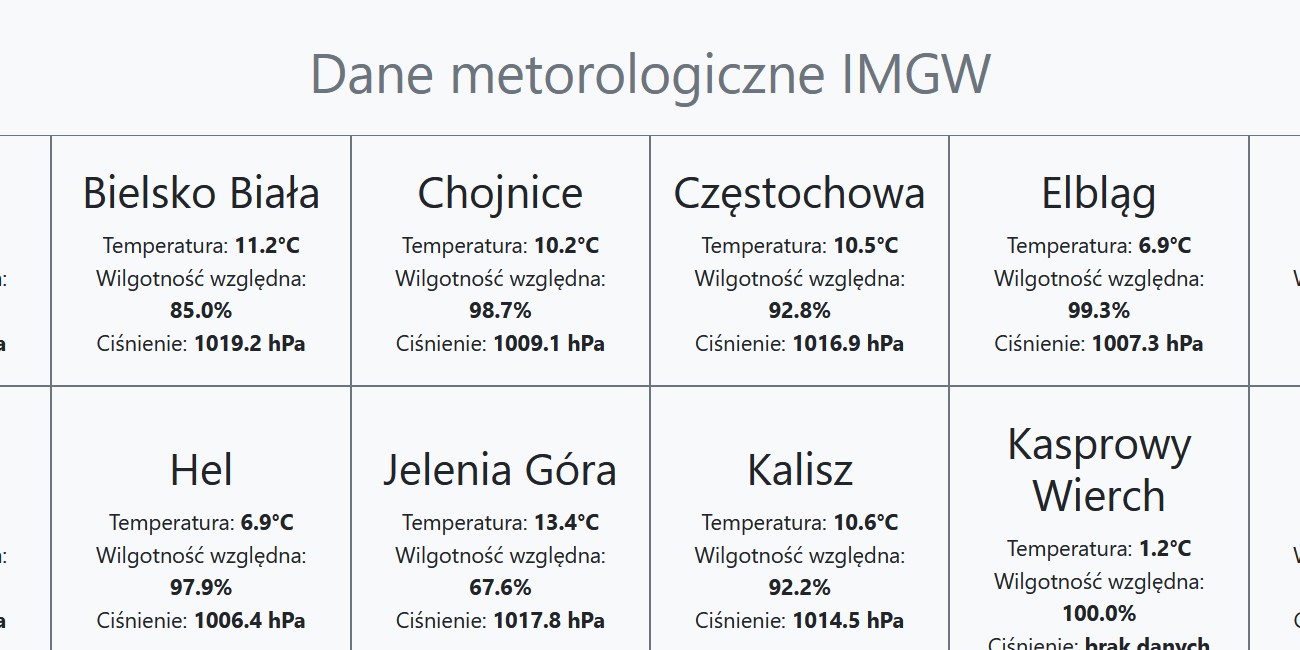 Dane metorologiczne IMGW
Bielsko Biała
Temperatura: 11.2°C
Wilgotność względna:
85.0%
Ciśnienie: 1019.2 hPa
Chojnice
Temperatura: 10.2°C
Wilgotność względna:
98.7%
Ciśnienie: 1009.1 hPa
Częstochowa
Temperatura: 10.5°C
Wilgotność względna:
92.8%
Ciśnienie: 1016.9 hPa
Elbląg
Temperatura: 6.9°C
Wilgotność względna:
99.3%
Ciśnienie: 1007.3 hPa
Hel
Temperatura: 6.9°C
Wilgotność względna:
97.9%
Ciśnienie: 1006.4 hPa
Jelenia Góra
Temperatura: 13.4°C
Wilgotność względna:
67.6%
Ciśnienie: 1017.8 hPa
Kalisz
Temperatura: 10.6°C
Wilgotność względna:
92.2%
Ciśnienie: 1014.5 hPa
Kasprowy
Wierch
Temperatura: 1.2°C
Wilgotność względna:
100.0%
Ciśnienie: brak danych